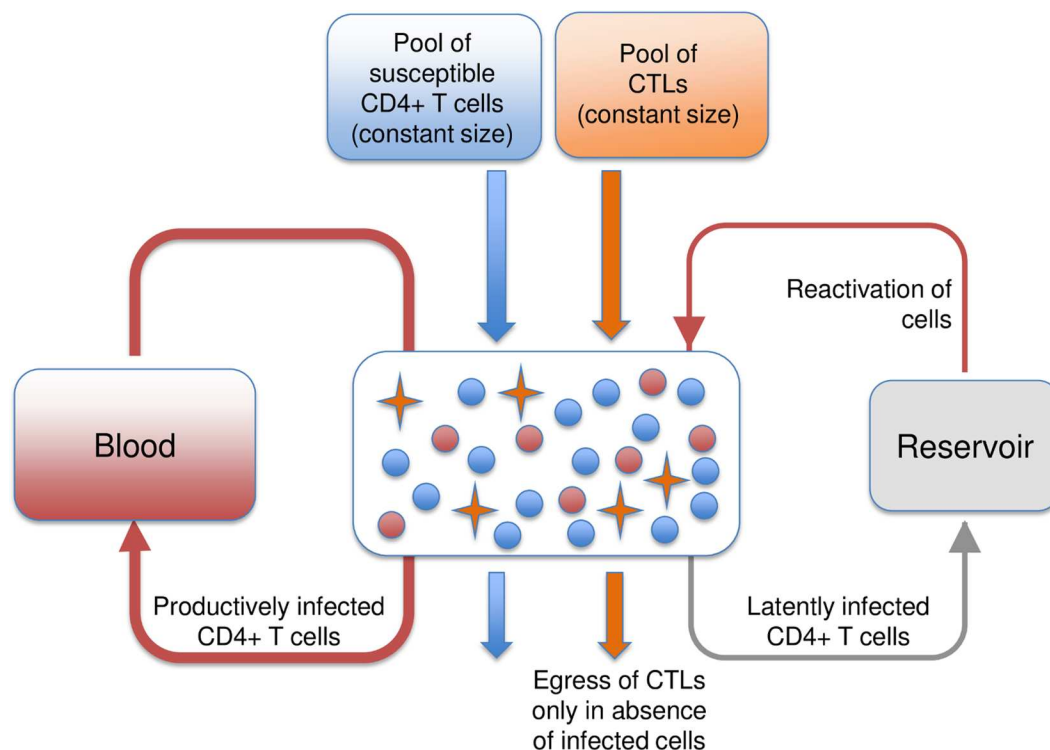 Pool of
susceptible
CD4+ T cells
(constant size)
Pool of
CTLs
(constant size)
Reactivation of
cells
Blood
Reservoir
Productively infected
CD4+ T cells
Latently infected
CD4+ T cells
Egress of CTLs
only in absence
of infected cells